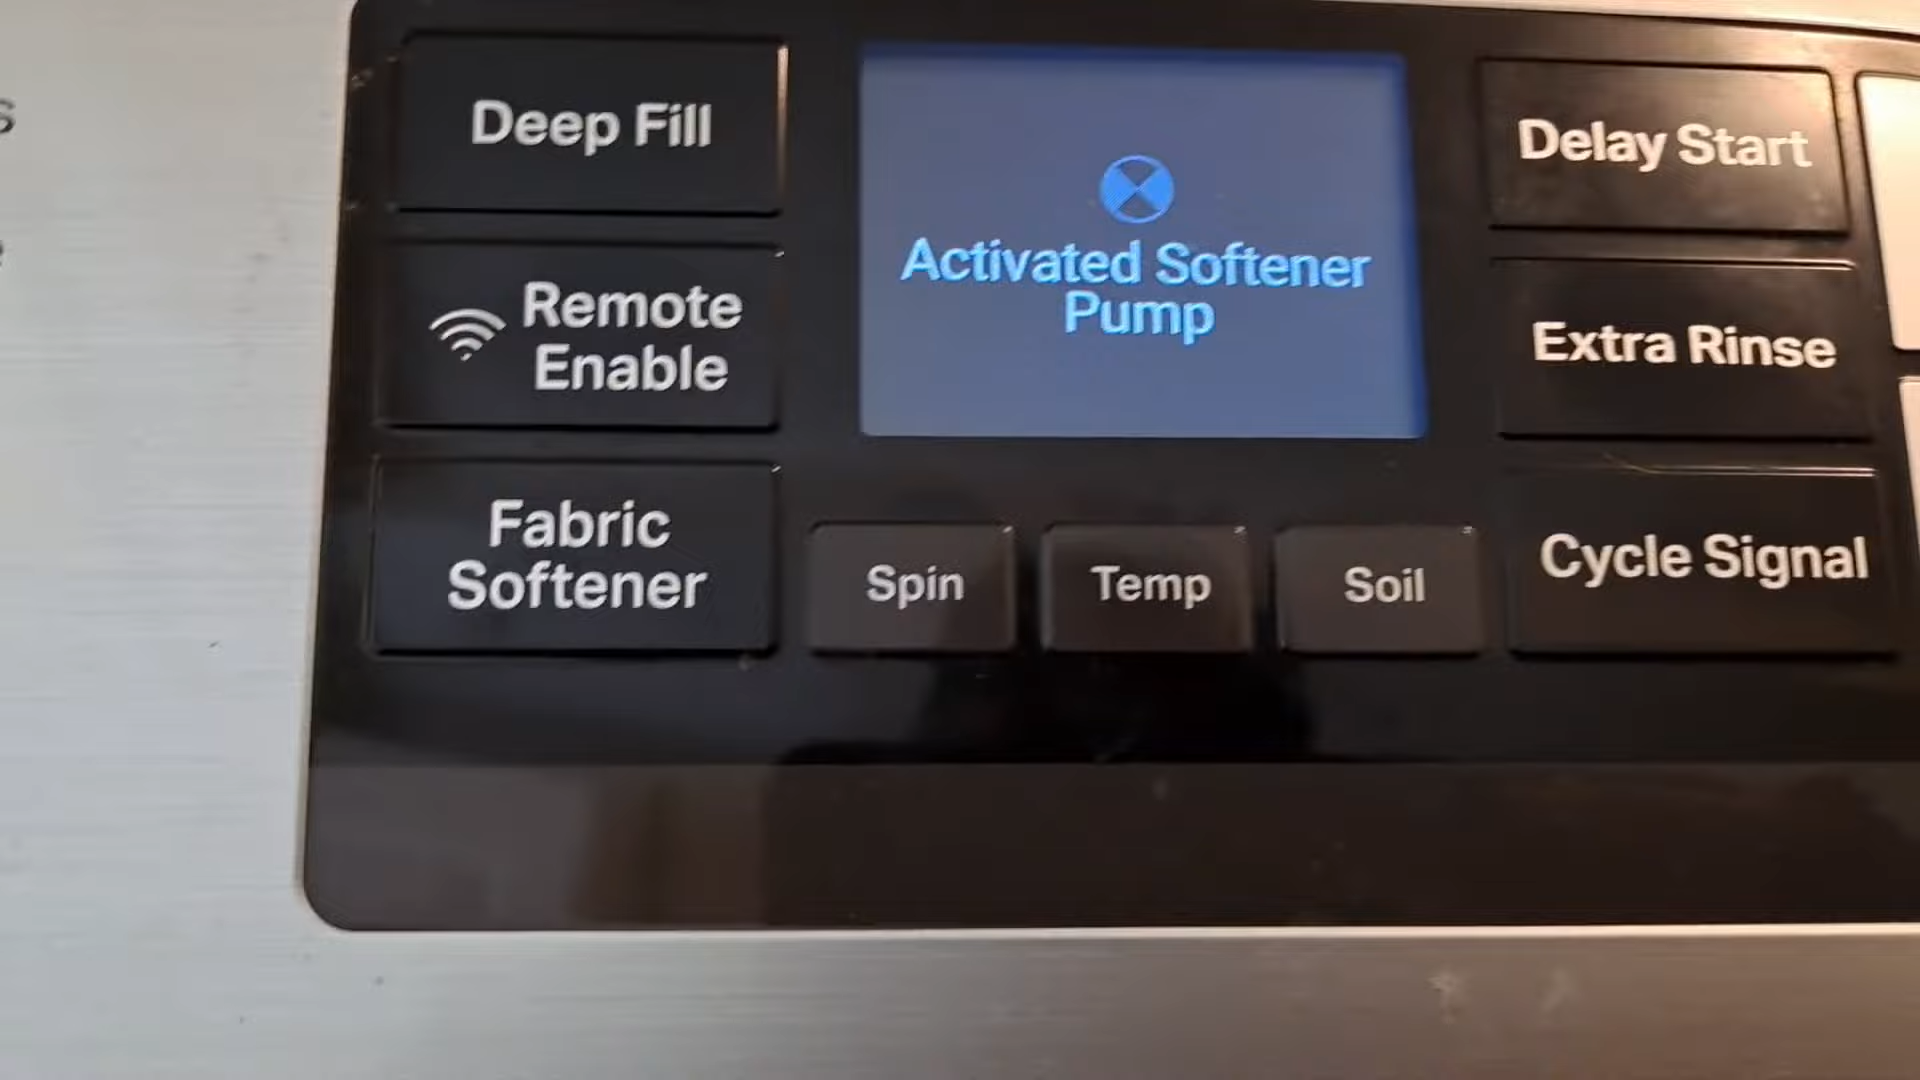 Deep Fill
Remote
Enable
Fabric
Softener
Activated Softener
Pump
Spin
Temp
Soil
Delay Start
Extra Rinse
Cycle Signal